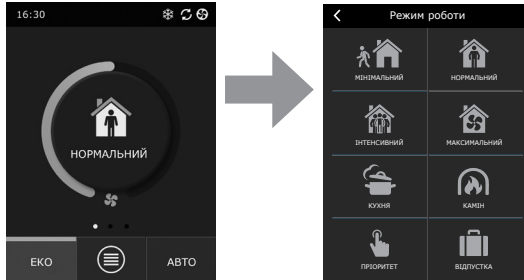 16:30
НОРМАЛЬНИЙ
ЕКО
АВТО
Режим роботи
МІНІМАЛЬНИЙ
НОРМАЛЬНИЙ
ІНТЕНСИВНИЙ
МАКСИМАЛЬНИЙ
КУХНЯ
КАМІН
ПРІОРИТЕТ
ВІДПУСТКА